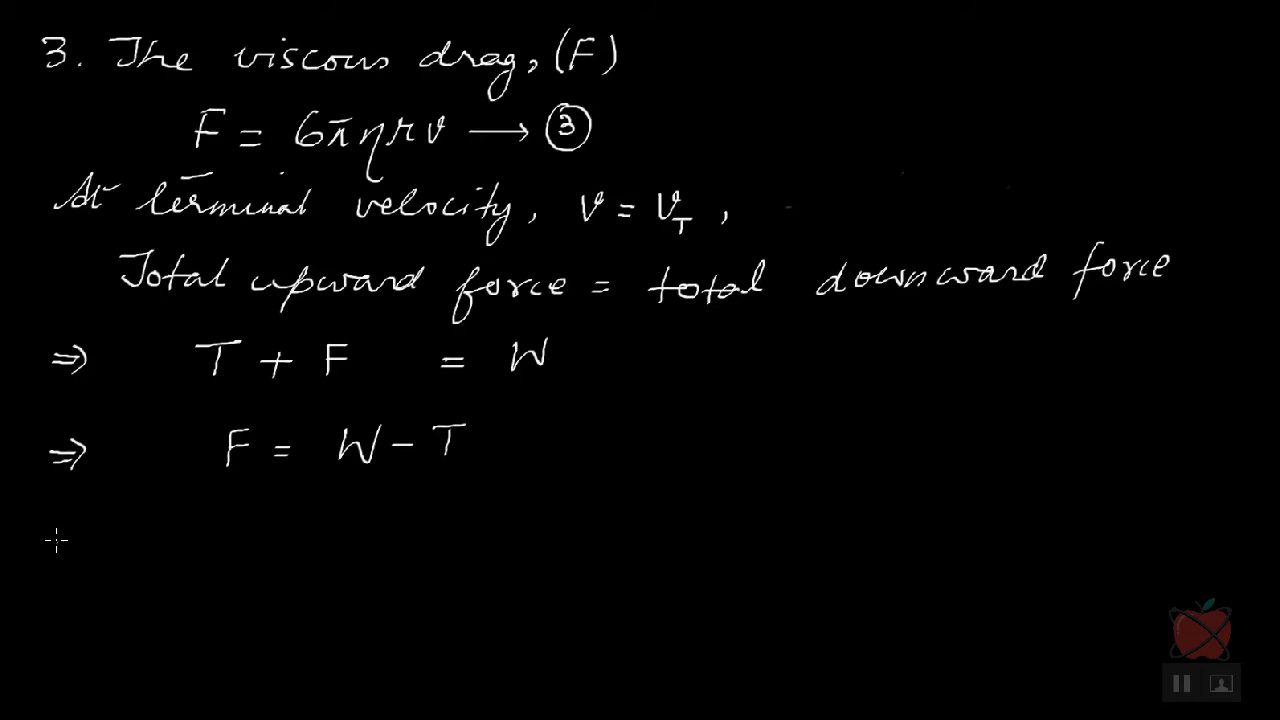 3. The viscous drag, (F)
F = 6πηrv ⟶ ③
At terminal velocity, v = v_T ,
Total upward force = total downward force
⇒ T + F = W
⇒ F = W - T